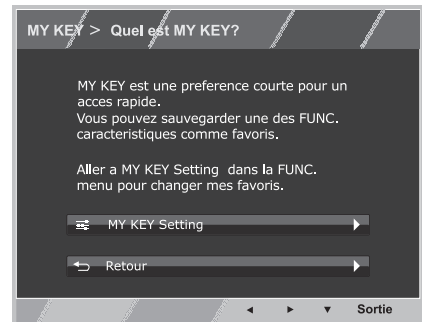 MY KEY > Quel est MY KEY?
MY KEY est une preference courte pour un
acces rapide.
Vous pouvez sauvegarder une des FUNC.
caracteristiques comme favoris.
Aller a MY KEY Setting dans la FUNC.
menu pour changer mes favoris.
MY KEY Setting
Retour
Sortie